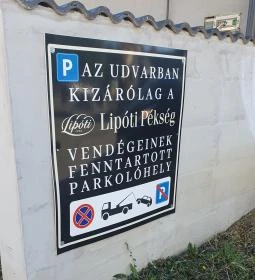 P AZ UDVARBAN
KIZÁRÓLAG A
Lipóti Lipóti Pékség
VENDÉGEINEK
FENNTARTOTT
PARKOLÓHELY
P